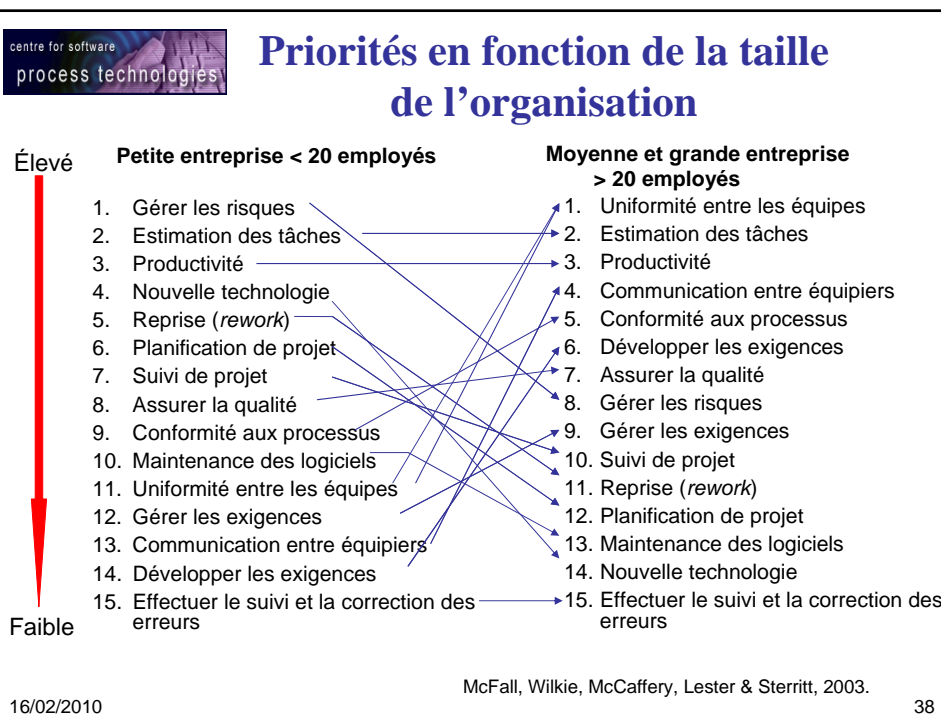 centre for software
process technologies
Priorités en fonction de la taille
de l'organisation
Élevé
Petite entreprise < 20 employés
1. Gérer les risques
2. Estimation des tâches
3. Productivité
4. Nouvelle technologie
5. Reprise (rework)
6. Planification de projet
7. Suivi de projet
8. Assurer la qualité
9. Conformité aux processus
10. Maintenance des logiciels
11. Uniformité entre les équipes
12. Gérer les exigences
13. Communication entre équipiers
14. Développer les exigences
15. Effectuer le suivi et la correction des
erreurs
Faible
Moyenne et grande entreprise
> 20 employés
1. Uniformité entre les équipes
2. Estimation des tâches
3. Productivité
4. Communication entre équipiers
5. Conformité aux processus
6. Développer les exigences
7. Assurer la qualité
8. Gérer les risques
9. Gérer les exigences
10. Suivi de projet
11. Reprise (rework)
12. Planification de projet
13. Maintenance des logiciels
14. Nouvelle technologie
15. Effectuer le suivi et la correction des
erreurs
McFall, Wilkie, McCaffery, Lester & Sterritt, 2003.
16/02/2010
38